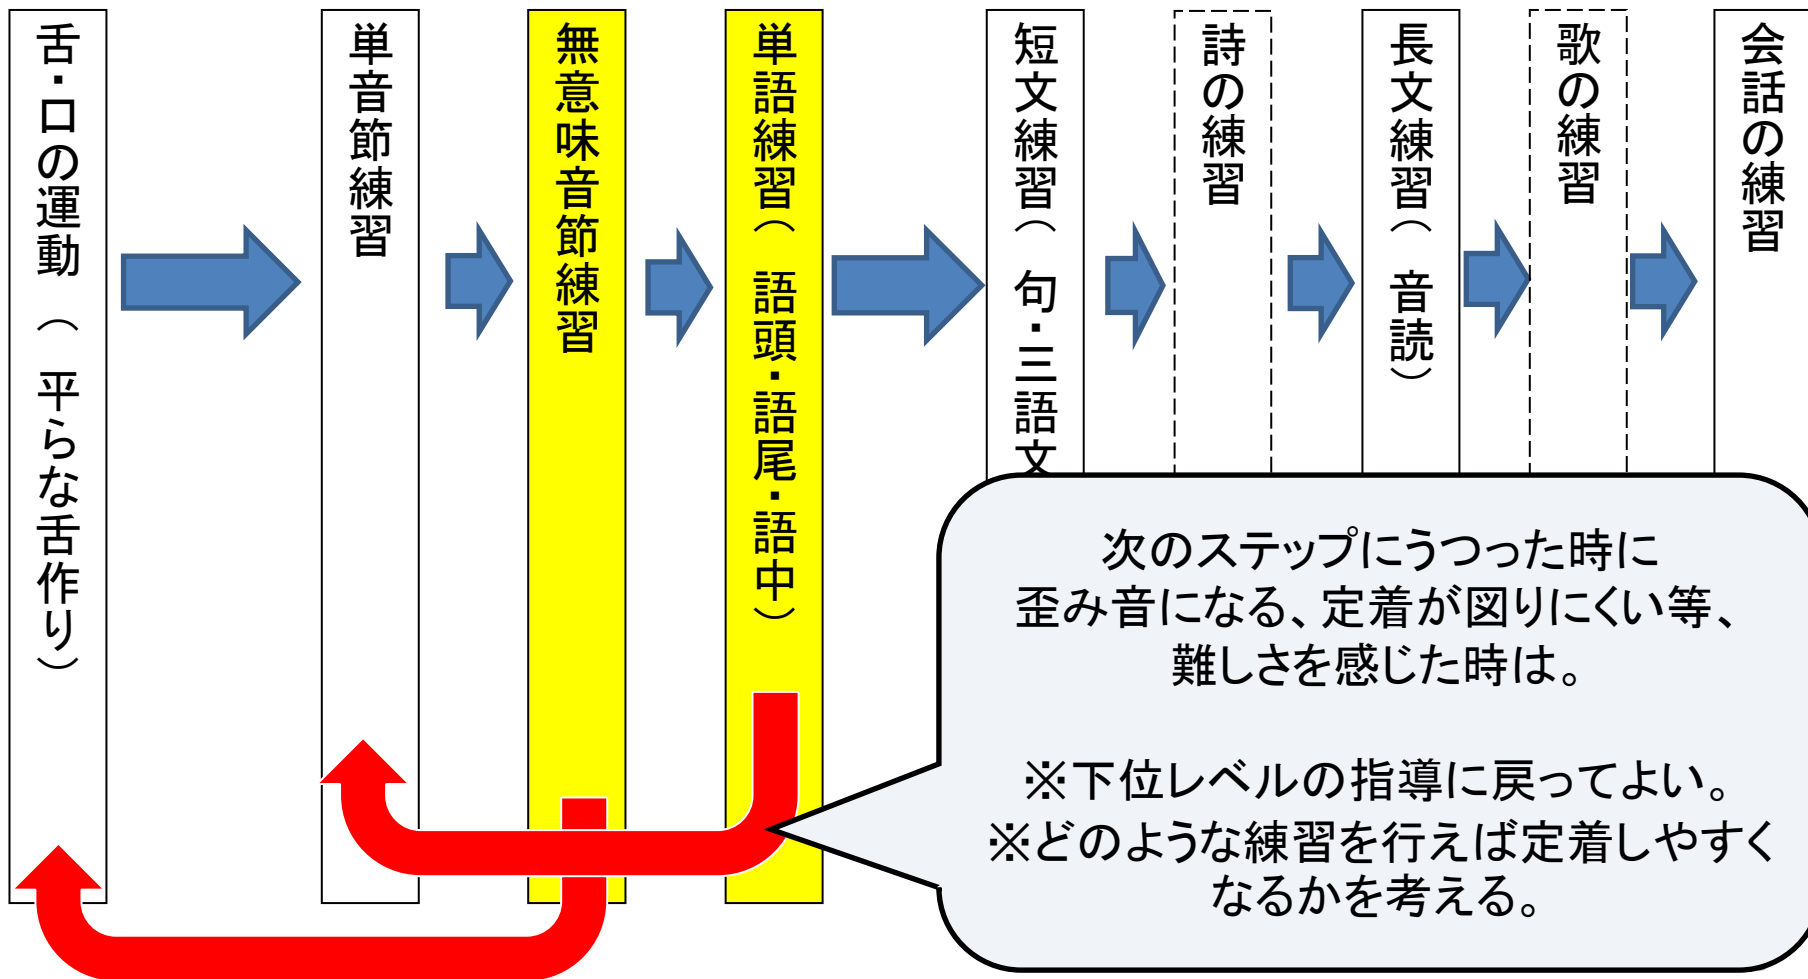 舌・口の運動（平らな舌作り）
単音節練習
無意味音節練習
単語練習（語頭・語尾・語中）
短文練習（句・三語文
詩の練習
長文練習（音読）
歌の練習
会話の練習
次のステップにうつった時に
歪み音になる、定着が図りにくい等、
難しさを感じた時は。
※下位レベルの指導に戻ってよい。
※どのような練習を行えば定着しやすく
なるかを考える。